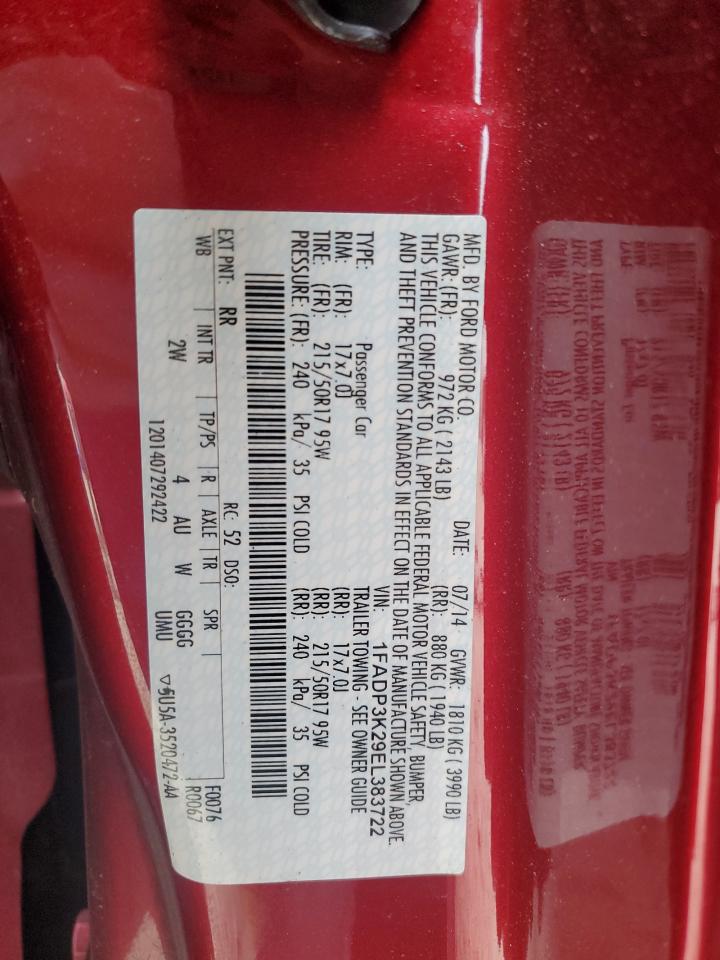 MFD. BY FORD MOTOR CO.
DATE: 07/14 GVWR: 1810 KG ( 3990 LB)
GAWR: (FR): 972 KG ( 2143 LB) (RR): 880 KG ( 1940 LB)
THIS VEHICLE CONFORMS TO ALL APPLICABLE FEDERAL MOTOR VEHICLE SAFETY, BUMPER,
AND THEFT PREVENTION STANDARDS IN EFFECT ON THE DATE OF MANUFACTURE SHOWN ABOVE.
VIN: 1FADP3K29EL383722
TYPE: Passenger Car TRAILER TOWING - SEE OWNER GUIDE
RIM: (FR): 17x7.0J (RR): 17x7.0J
TIRE: (FR): 215/50R17 95W (RR): 215/50R17 95W
PRESSURE: (FR): 240 kPa/ 35 PSI COLD (RR): 240 kPa/ 35 PSI COLD
EXT PNT: RR RC: 52 DSO: F0076
WB INT TR TP/PS R AXLE TR SPR R0067
2W 4 AU W GGGG
UMU
1201407292422 5U5A-3520472-AA